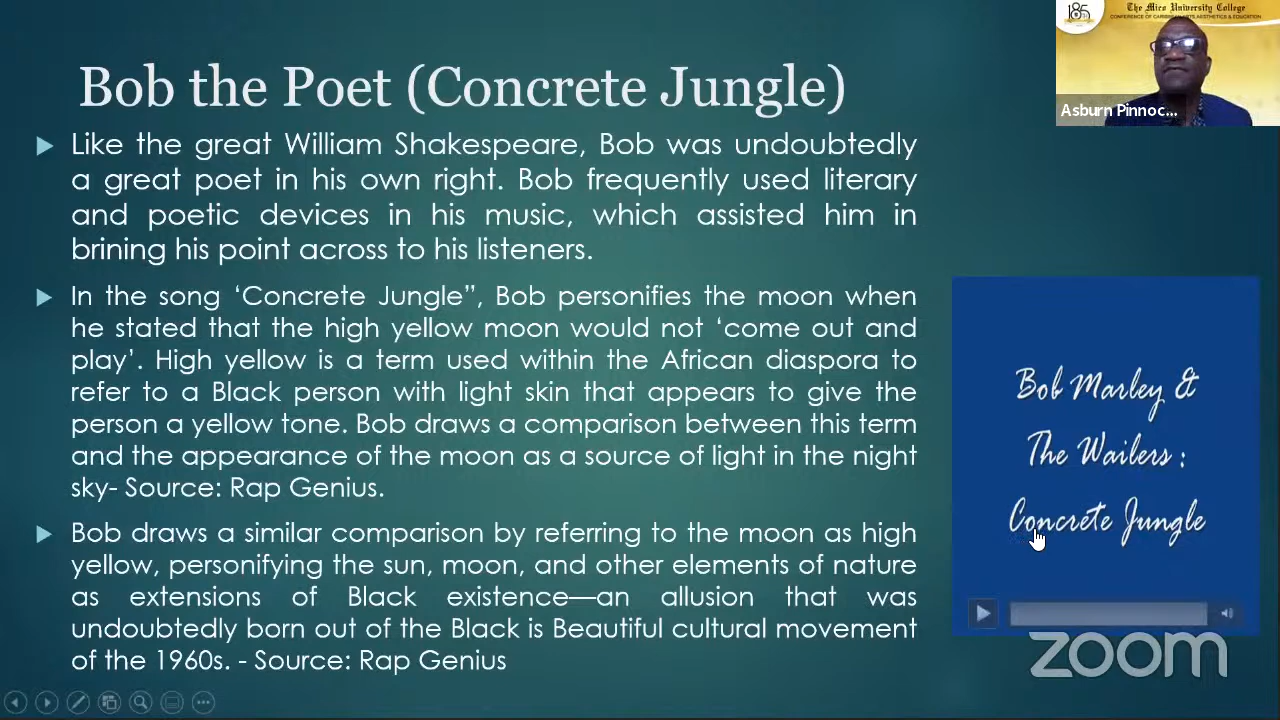 185
The Mico University College
CONFERENCE OF CARIBBEAN ARTS, AESTHETICS & EDUCATION
Asburn Pinnoc...
Bob the Poet (Concrete Jungle)
Like the great William Shakespeare, Bob was undoubtedly
a great poet in his own right. Bob frequently used literary
and poetic devices in his music, which assisted him in
brining his point across to his listeners.
In the song ‘Concrete Jungle”, Bob personifies the moon when
he stated that the high yellow moon would not ‘come out and
play’. High yellow is a term used within the African diaspora to
refer to a Black person with light skin that appears to give the
person a yellow tone. Bob draws a comparison between this term
and the appearance of the moon as a source of light in the night
sky- Source: Rap Genius.
Bob draws a similar comparison by referring to the moon as high
yellow, personifying the sun, moon, and other elements of nature
as extensions of Black existence—an allusion that was
undoubtedly born out of the Black is Beautiful cultural movement
of the 1960s. - Source: Rap Genius
Bob Marley &
The Wailers :
Concrete Jungle
zoom